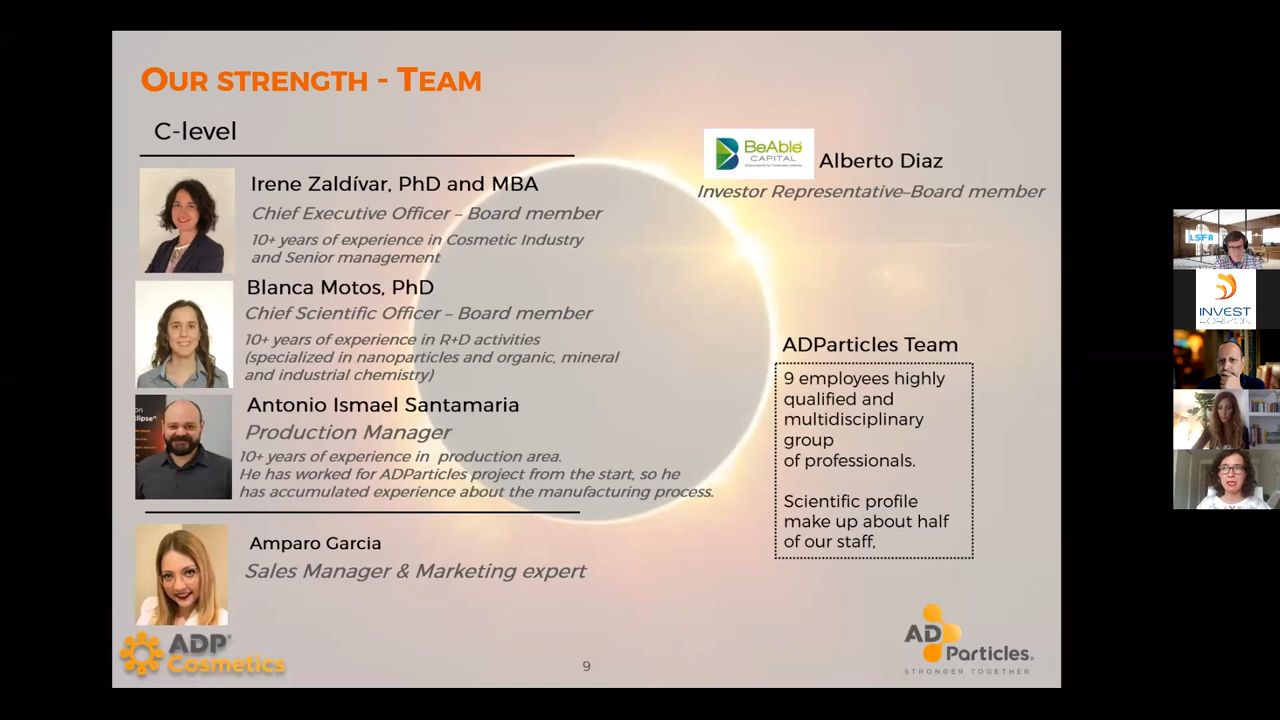 OUR STRENGTH - TEAM
C-level
Irene Zaldívar, PhD and MBA
Chief Executive Officer – Board member
10+ years of experience in Cosmetic Industry
and Senior management
Blanca Motos, PhD
Chief Scientific Officer – Board member
10+ years of experience in R+D activities
(specialized in nanoparticles and organic, mineral
and industrial chemistry)
Antonio Ismael Santamaria
Production Manager
10+ years of experience in production area.
He has worked for ADParticles project from the start, so he
has accumulated experience about the manufacturing process.
Amparo Garcia
Sales Manager & Marketing expert
BeAble
CAPITAL
Alberto Diaz
Investor Representative–Board member
ADParticles Team
9 employees highly
qualified and
multidisciplinary
group
of professionals.
Scientific profile
make up about half
of our staff,
ADP®
Cosmetics
9
AD
Particles®
STRONGER TOGETHER
LSFA
INVEST
HORIZON